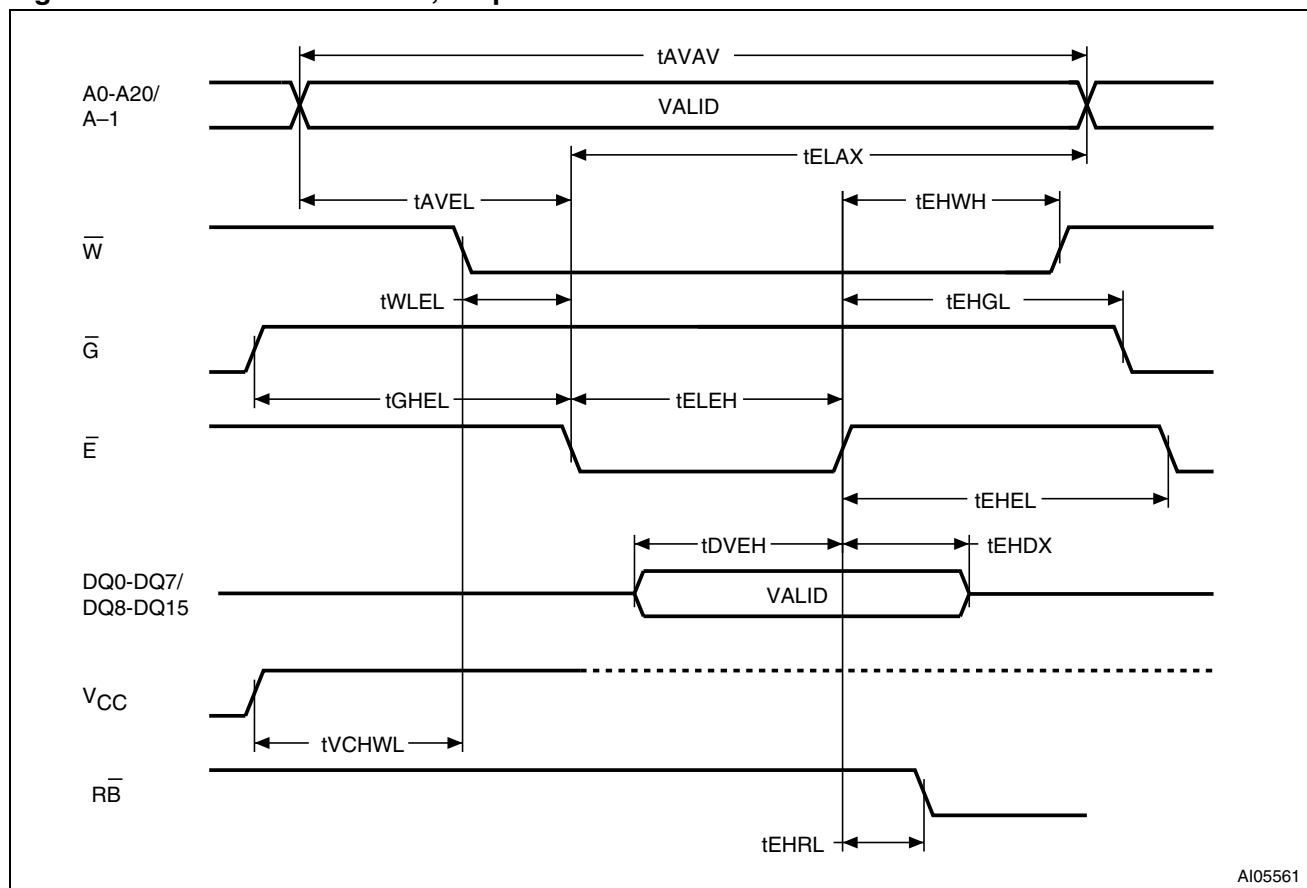 tAVAV
A0-A20/
A–1
VALID
tELAX
tAVEL
tEHWH
W̅
tWLEL
tEHGL
G̅
tGHEL
tELEH
E̅
tEHEL
tDVEH
tEHDX
DQ0-DQ7/
DQ8-DQ15
VALID
VCC
tVCHWL
RB̅
tEHRL
AI05561